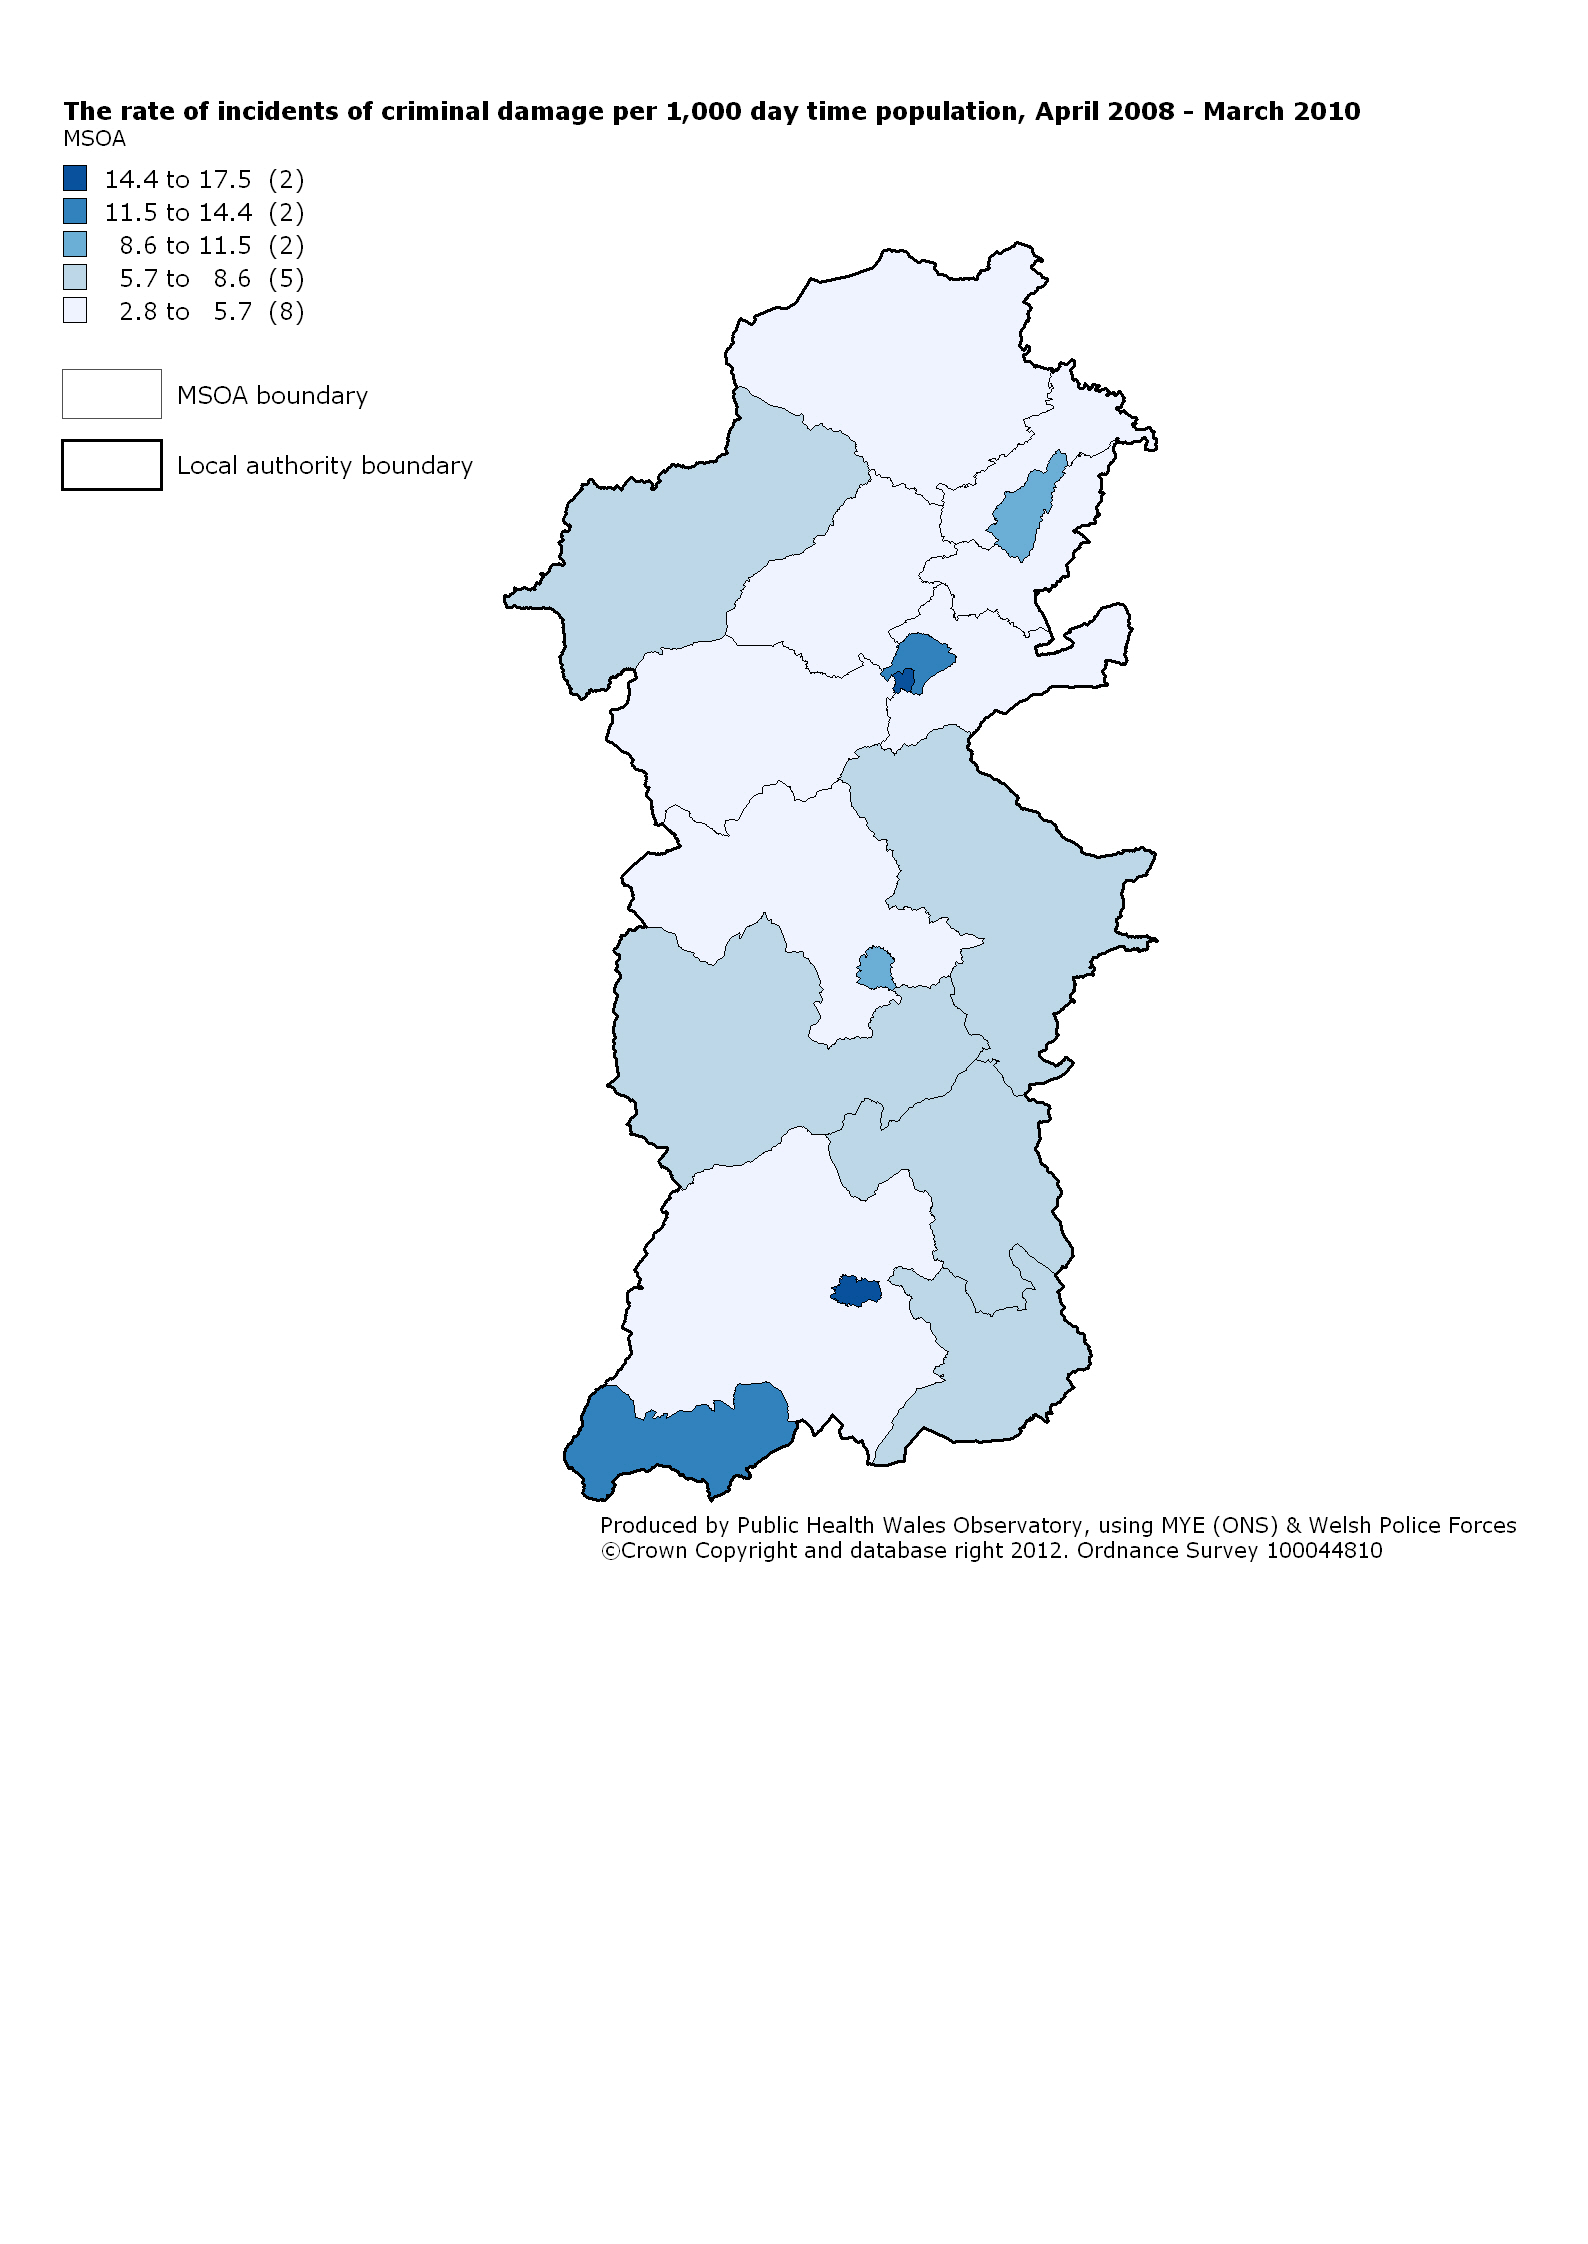 The rate of incidents of criminal damage per 1,000 day time population, April 2008 - March 2010
MSOA
14.4 to 17.5 (2)
11.5 to 14.4 (2)
8.6 to 11.5 (2)
5.7 to 8.6 (5)
2.8 to 5.7 (8)
MSOA boundary
Local authority boundary
Produced by Public Health Wales Observatory, using MYE (ONS) & Welsh Police Forces
©Crown Copyright and database right 2012. Ordnance Survey 100044810